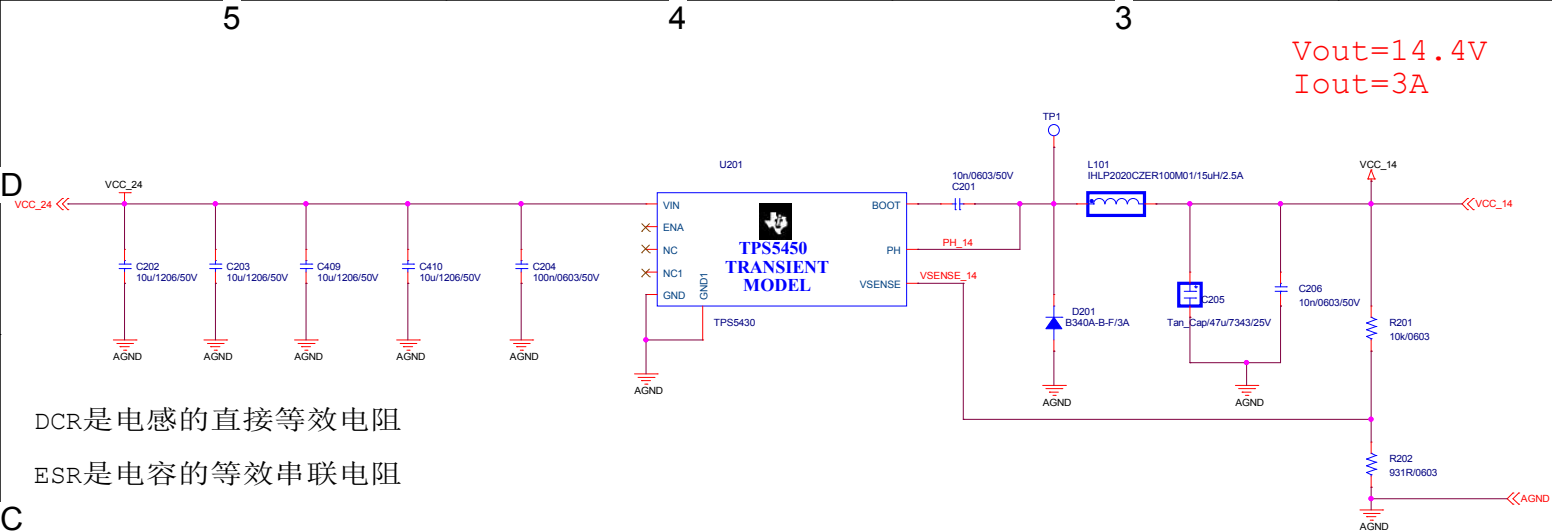 5
4
3
Vout=14.4V
Iout=3A
D
VCC_24
VCC_24
C202
10u/1206/50V
AGND
C203
10u/1206/50V
AGND
C409
10u/1206/50V
AGND
C410
10u/1206/50V
AGND
C204
100n/0603/50V
AGND
U201
VIN
ENA
NC
NC1
GND
GND1
BOOT
PH
VSENSE
TPS5450
TRANSIENT
MODEL
TPS5430
AGND
10n/0603/50V
C201
PH_14
VSENSE_14
TP1
D201
B340A-B-F/3A
AGND
L101
IHLP2020CZER100M01/15uH/2.5A
C205
Tan_Cap/47u/7343/25V
C206
10n/0603/50V
AGND
VCC_14
VCC_14
R201
10k/0603
R202
931R/0603
AGND
AGND
DCR是电感的直接等效电阻
ESR是电容的等效串联电阻
C